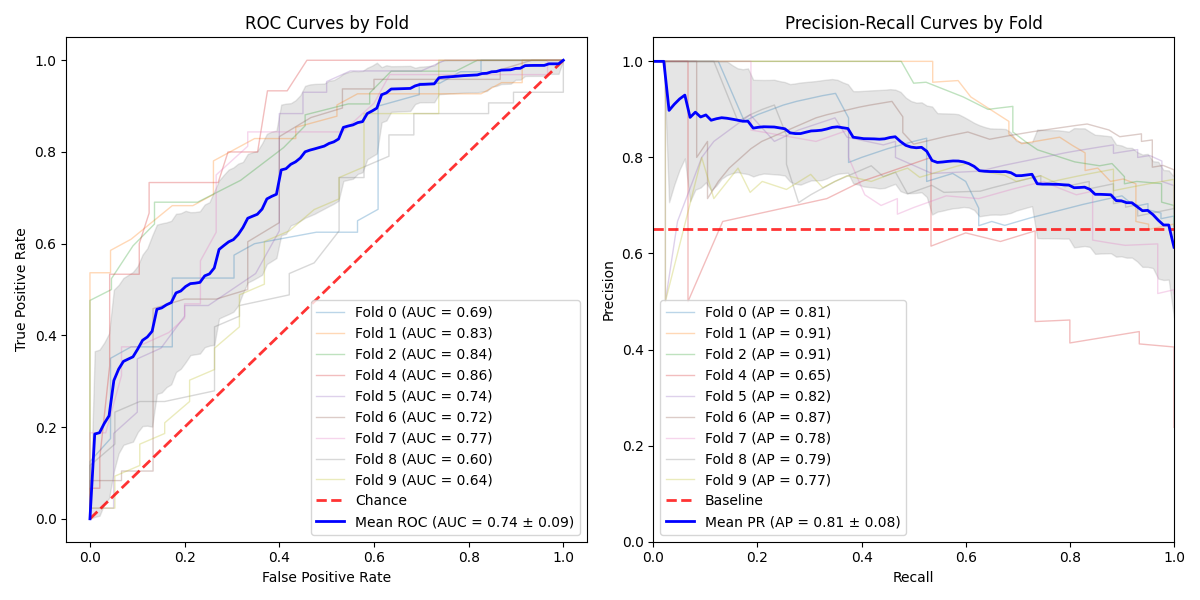 ROC Curves by Fold
True Positive Rate
1.0
0.8
0.6
0.4
0.2
0.0
0.0 0.2 0.4 0.6 0.8 1.0
False Positive Rate
Fold 0 (AUC = 0.69)
Fold 1 (AUC = 0.83)
Fold 2 (AUC = 0.84)
Fold 4 (AUC = 0.86)
Fold 5 (AUC = 0.74)
Fold 6 (AUC = 0.72)
Fold 7 (AUC = 0.77)
Fold 8 (AUC = 0.60)
Fold 9 (AUC = 0.64)
Chance
Mean ROC (AUC = 0.74 ± 0.09)
Precision-Recall Curves by Fold
Precision
1.0
0.8
0.6
0.4
0.2
0.0
0.0 0.2 0.4 0.6 0.8 1.0
Recall
Fold 0 (AP = 0.81)
Fold 1 (AP = 0.91)
Fold 2 (AP = 0.91)
Fold 4 (AP = 0.65)
Fold 5 (AP = 0.82)
Fold 6 (AP = 0.87)
Fold 7 (AP = 0.78)
Fold 8 (AP = 0.79)
Fold 9 (AP = 0.77)
Baseline
Mean PR (AP = 0.81 ± 0.08)